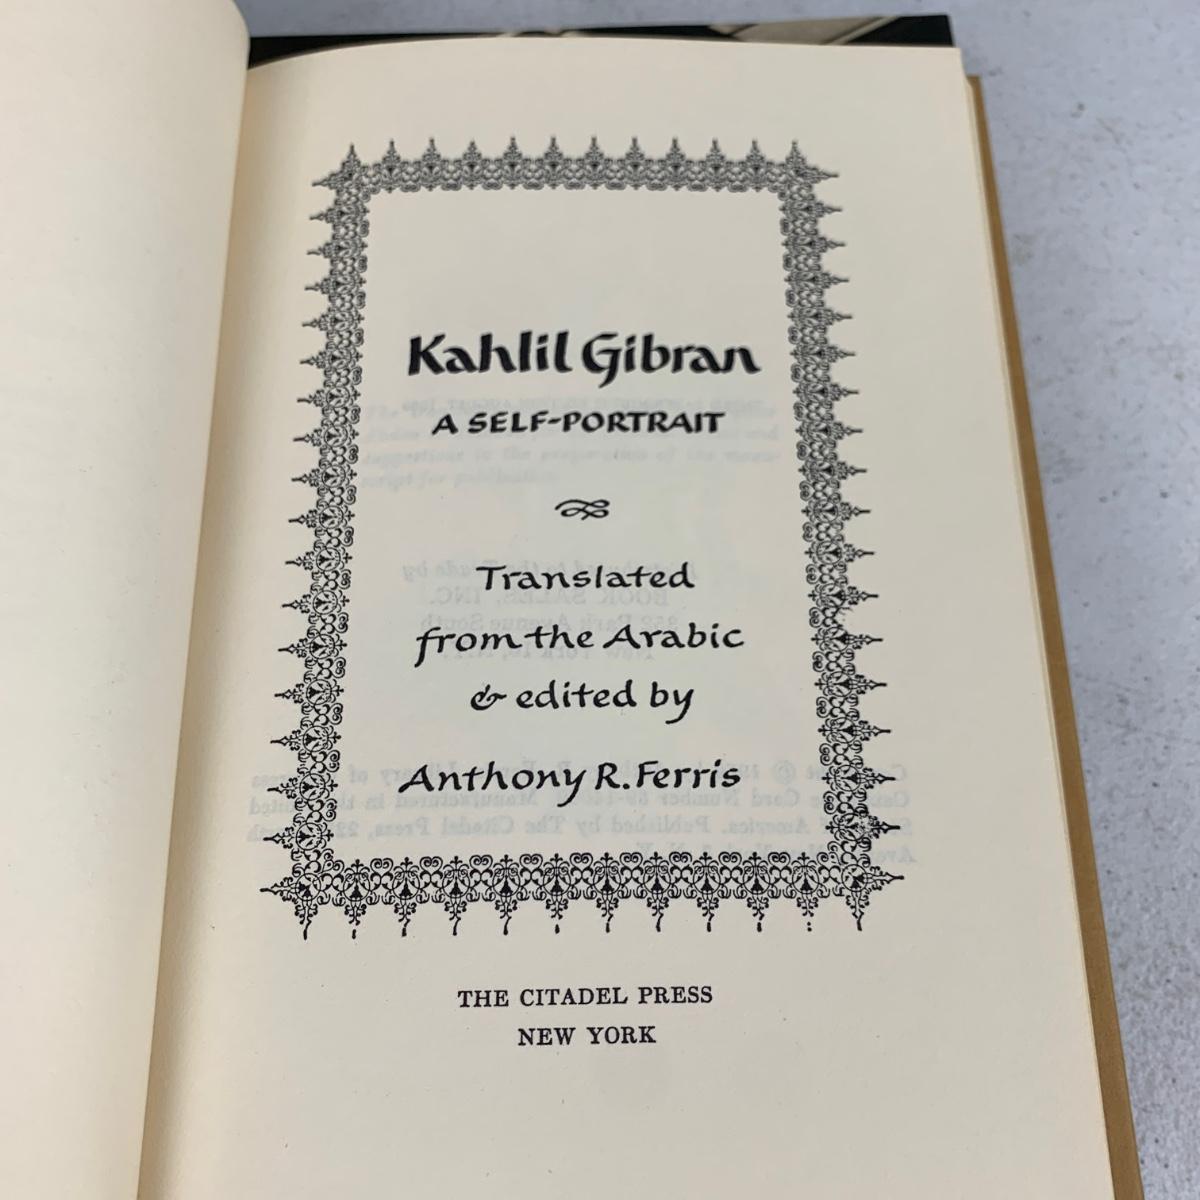 Kahlil Gibran
A SELF-PORTRAIT
Translated
from the Arabic
& edited by
Anthony R. Ferris
THE CITADEL PRESS
NEW YORK